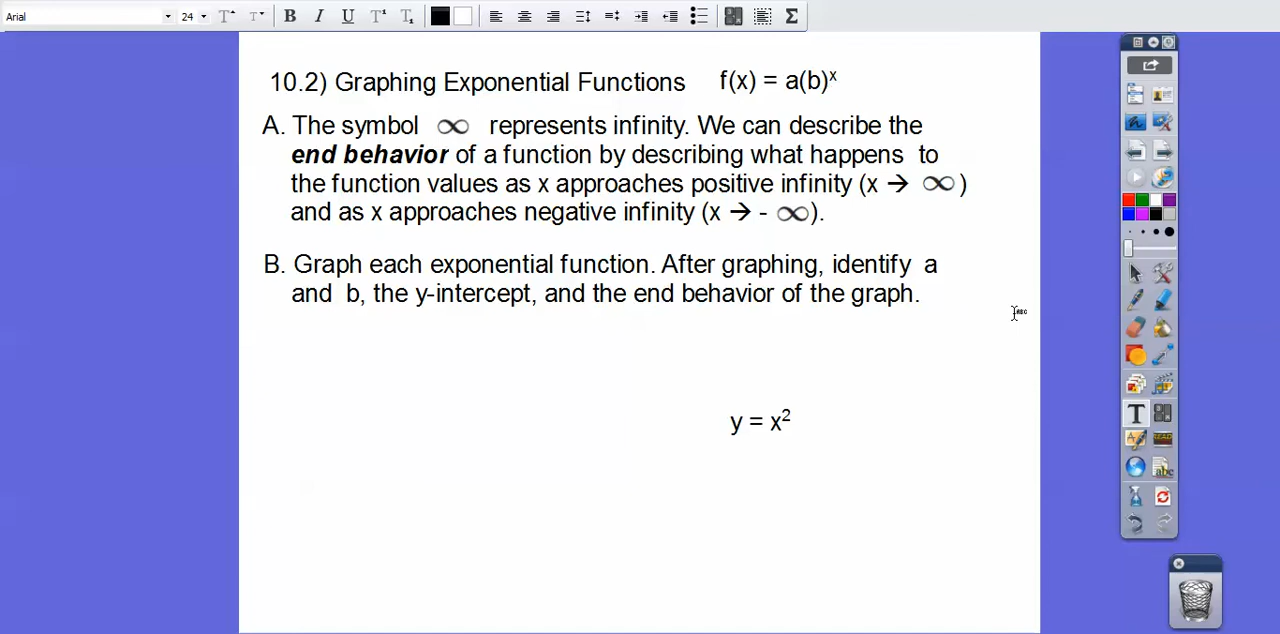 Arial 24 B I U T¹ T₁ Σ
10.2) Graphing Exponential Functions f(x) = a(b)ˣ
A. The symbol ∞ represents infinity. We can describe the
end behavior of a function by describing what happens to
the function values as x approaches positive infinity (x → ∞)
and as x approaches negative infinity (x → - ∞).
B. Graph each exponential function. After graphing, identify a
and b, the y-intercept, and the end behavior of the graph.
y = x²